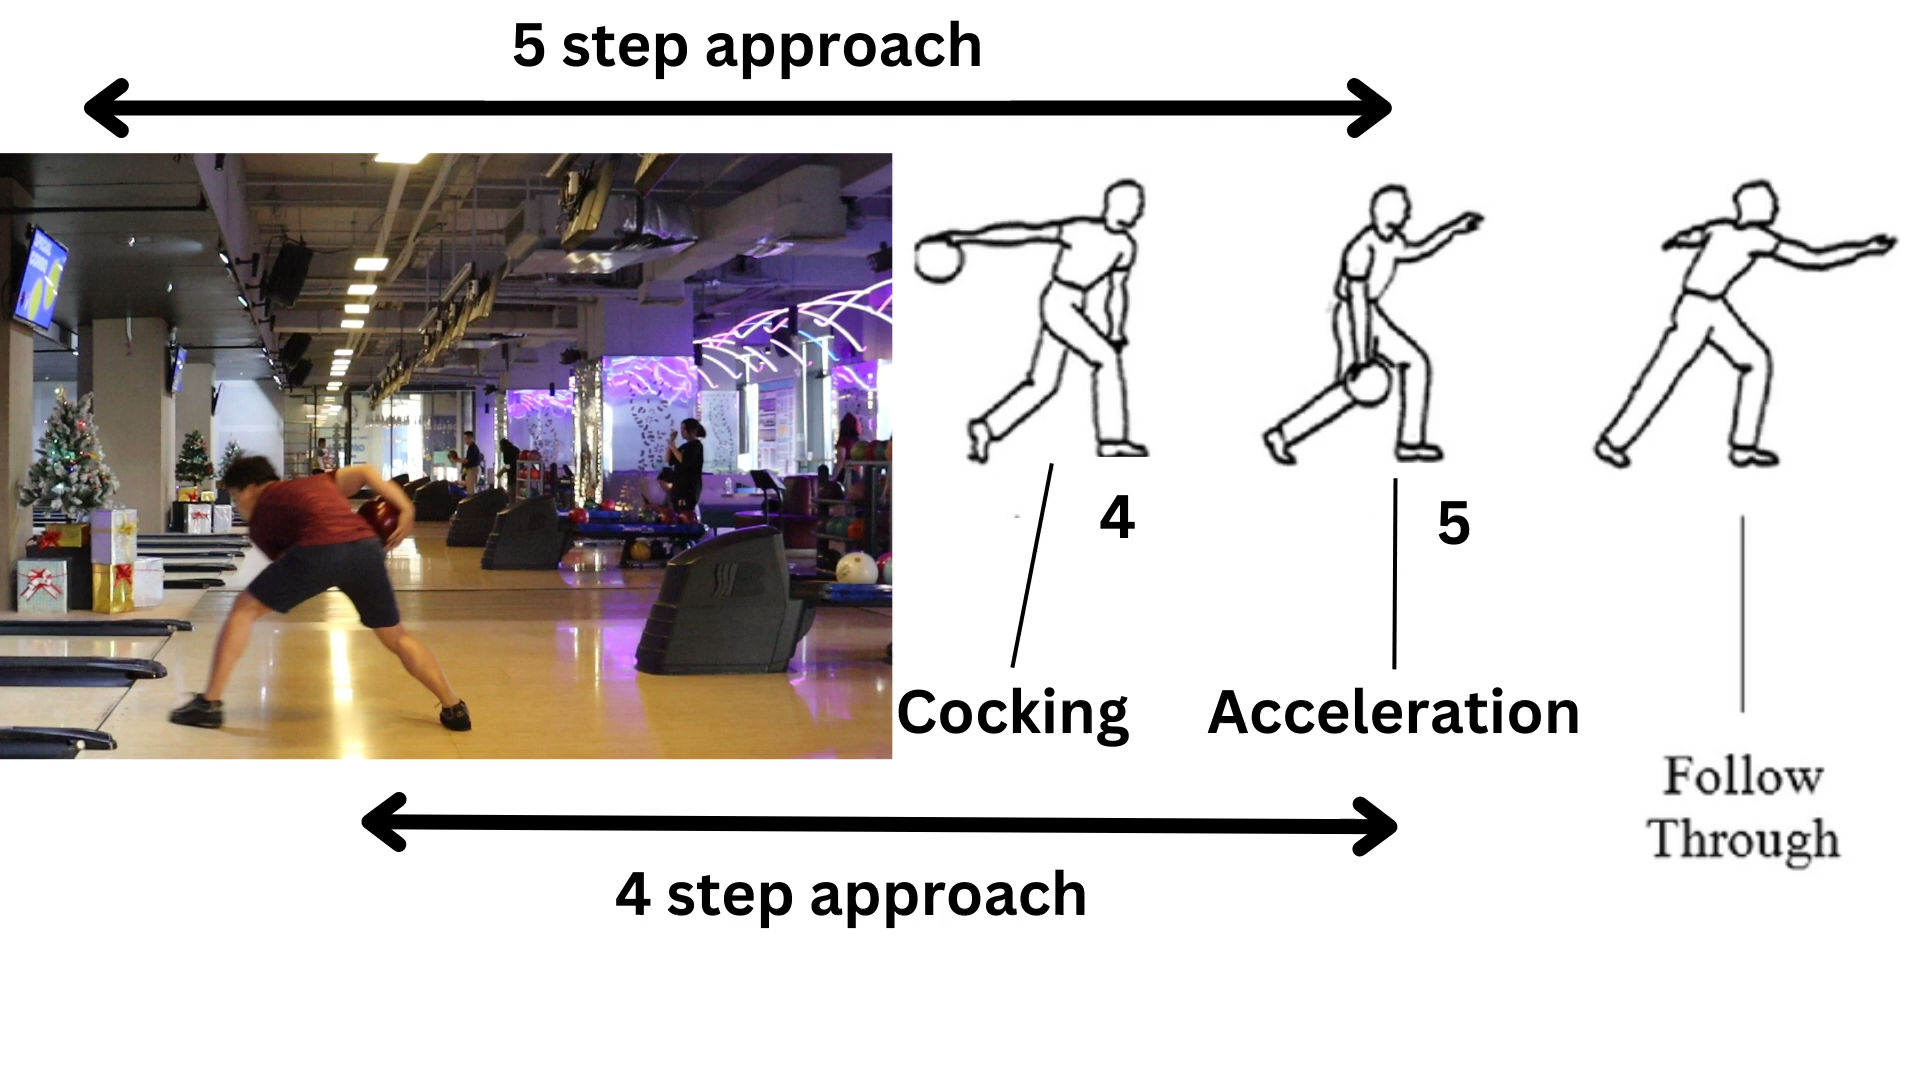 5 step approach
4
5
Cocking
Acceleration
Follow
Through
4 step approach